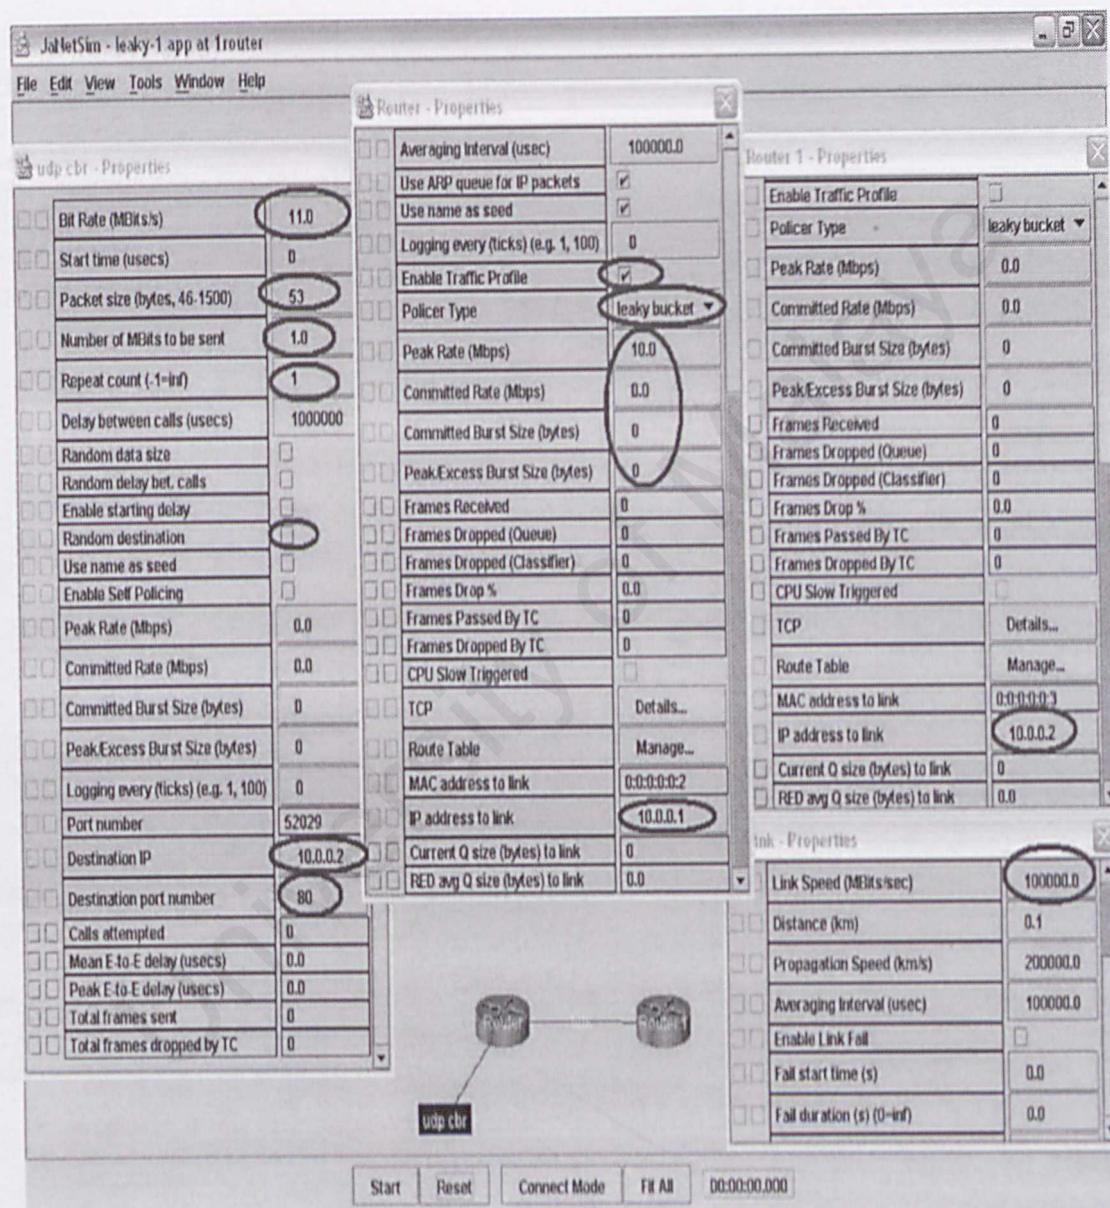 JaNetSim - leaky-1 app at 1router
File Edit View Tools Window Help
udp cbr - Properties
Bit Rate (MBits/s) 11.0
Start time (usecs) 0
Packet size (bytes, 46-1500) 53
Number of MBits to be sent 1.0
Repeat count (-1=inf) 1
Delay between calls (usecs) 1000000
Random data size
Random delay bet. calls
Enable starting delay
Random destination
Use name as seed
Enable Self Policing
Peak Rate (Mbps) 0.0
Committed Rate (Mbps) 0.0
Committed Burst Size (bytes) 0
Peak/Excess Burst Size (bytes) 0
Logging every (ticks) (e.g. 1, 100) 0
Port number 52029
Destination IP 10.0.0.2
Destination port number 80
Calls attempted 0
Mean E-to-E delay (usecs) 0.0
Peak E-to-E delay (usecs) 0.0
Total frames sent 0
Total frames dropped by TC 0
Router - Properties
Averaging Interval (usec) 100000.0
Use ARP queue for IP packets
Use name as seed
Logging every (ticks) (e.g. 1, 100) 0
Enable Traffic Profile
Policer Type leaky bucket
Peak Rate (Mbps) 10.0
Committed Rate (Mbps) 0.0
Committed Burst Size (bytes) 0
Peak/Excess Burst Size (bytes) 0
Frames Received 0
Frames Dropped (Queue) 0
Frames Dropped (Classifier) 0
Frames Drop % 0.0
Frames Passed By TC 0
Frames Dropped By TC 0
CPU Slow Triggered
TCP Details...
Route Table Manage...
MAC address to link 0:0:0:0:0:2
IP address to link 10.0.0.1
Current Q size (bytes) to link 0
RED avg Q size (bytes) to link 0.0
Router 1 - Properties
Enable Traffic Profile
Policer Type leaky bucket
Peak Rate (Mbps) 0.0
Committed Rate (Mbps) 0.0
Committed Burst Size (bytes) 0
Peak/Excess Burst Size (bytes) 0
Frames Received 0
Frames Dropped (Queue) 0
Frames Dropped (Classifier) 0
Frames Drop % 0.0
Frames Passed By TC 0
Frames Dropped By TC 0
CPU Slow Triggered
TCP Details...
Route Table Manage...
MAC address to link 0:0:0:0:0:3
IP address to link 10.0.0.2
Current Q size (bytes) to link 0
RED avg Q size (bytes) to link 0.0
ink - Properties
Link Speed (MBits/sec) 100000.0
Distance (km) 0.1
Propagation Speed (km/s) 200000.0
Averaging Interval (usec) 100000.0
Enable Link Fail
Fail start time (s) 0.0
Fail duration (s) (0=inf) 0.0
Router
udp cbr
Start Reset Connect Mode Fit All 00:00:00.000
University of Malaya